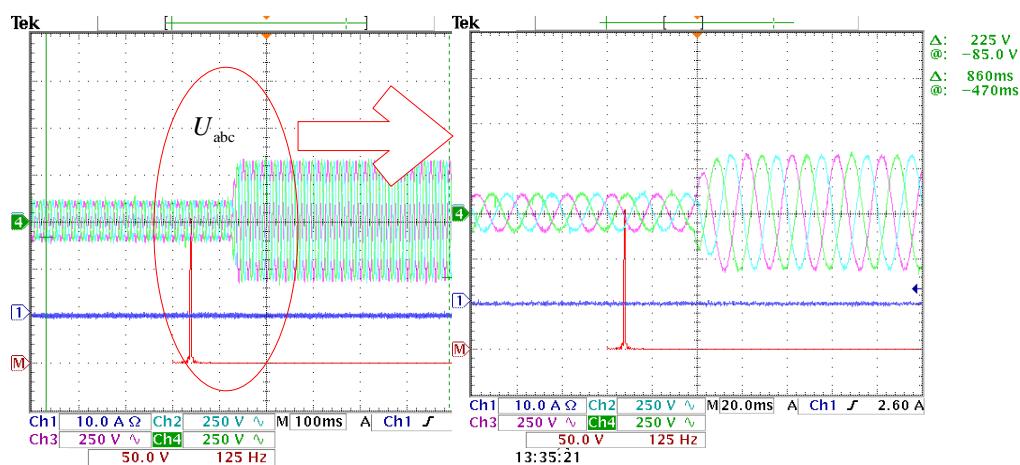 Tek
U abc
4
1
M
Ch1 10.0 A Ω Ch2 250 V ∿ M 100ms A Ch1 ƒ
Ch3 250 V ∿ Ch4 250 V ∿
50.0 V 125 Hz
Tek
4
1
M
Ch1 10.0 A Ω Ch2 250 V ∿ M 20.0ms A Ch1 ƒ 2.60 A
Ch3 250 V ∿ Ch4 250 V ∿
50.0 V 125 Hz
13:35:21
Δ: 225 V
@: −85.0 V
Δ: 860ms
@: −470ms